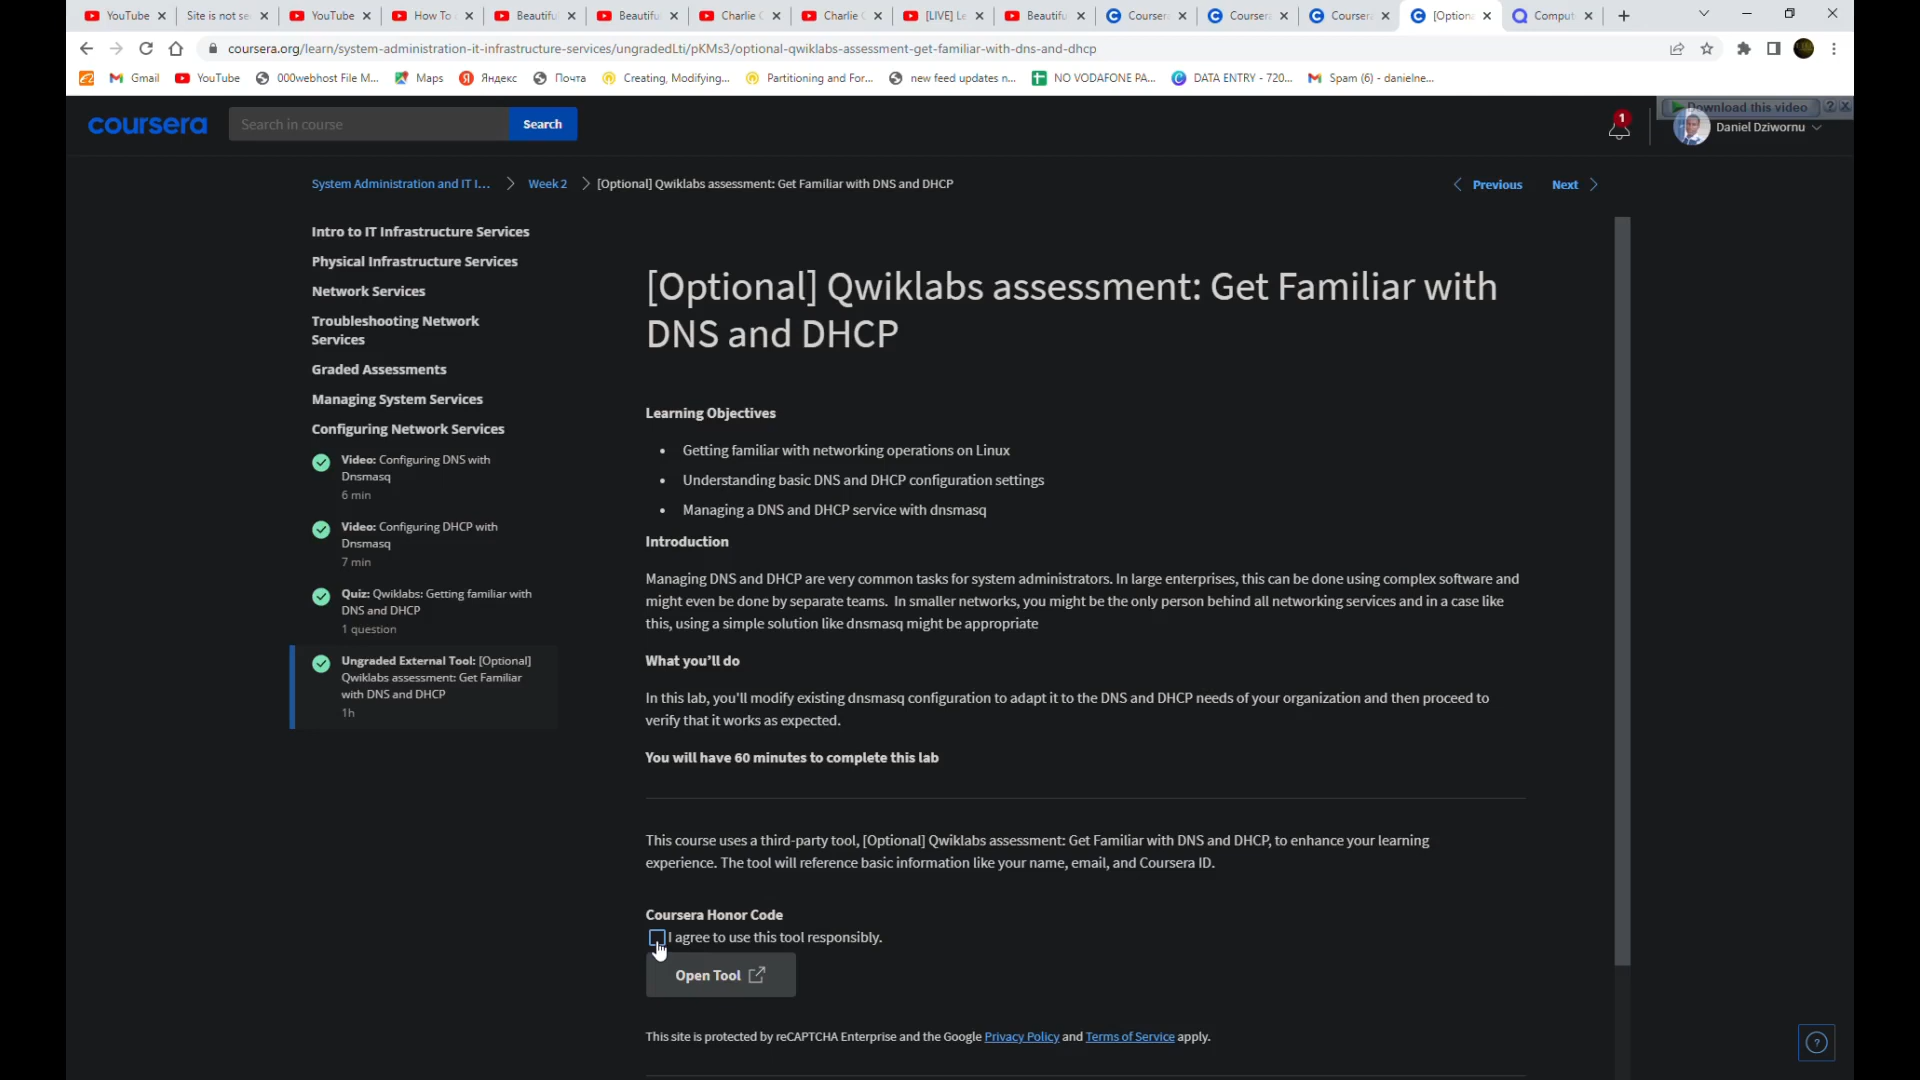 YouTube
Site is not se
YouTube
How To
Beautifu
Beautifu
Charlie
Charlie
[LIVE] L
Beautifu
Courser
Courser
Courser
[Option
Comput
coursera.org/learn/system-administration-it-infrastructure-services/ungradedLti/pKMs3/optional-qwiklabs-assessment-get-familiar-with-dns-and-dhcp
Gmail
YouTube
000webhost File M...
Maps
Яндекс
Почта
Creating, Modifying...
Partitioning and For...
new feed updates n...
NO VODAFONE PA...
DATA ENTRY - 720...
Spam (6) - danielne...
coursera
Search in course
Search
1
Download this video
? X
Daniel Dziwornu
System Administration and IT I... > Week 2 > [Optional] Qwiklabs assessment: Get Familiar with DNS and DHCP
Previous
Next
Intro to IT Infrastructure Services
Physical Infrastructure Services
Network Services
Troubleshooting Network
Services
Graded Assessments
Managing System Services
Configuring Network Services
Video: Configuring DNS with
Dnsmasq
6 min
Video: Configuring DHCP with
Dnsmasq
7 min
Quiz: Qwiklabs: Getting familiar with
DNS and DHCP
1 question
Ungraded External Tool: [Optional]
Qwiklabs assessment: Get Familiar
with DNS and DHCP
1h
[Optional] Qwiklabs assessment: Get Familiar with
DNS and DHCP
Learning Objectives
• Getting familiar with networking operations on Linux
• Understanding basic DNS and DHCP configuration settings
• Managing a DNS and DHCP service with dnsmasq
Introduction
Managing DNS and DHCP are very common tasks for system administrators. In large enterprises, this can be done using complex software and
might even be done by separate teams. In smaller networks, you might be the only person behind all networking services and in a case like
this, using a simple solution like dnsmasq might be appropriate
What you'll do
In this lab, you'll modify existing dnsmasq configuration to adapt it to the DNS and DHCP needs of your organization and then proceed to
verify that it works as expected.
You will have 60 minutes to complete this lab
This course uses a third-party tool, [Optional] Qwiklabs assessment: Get Familiar with DNS and DHCP, to enhance your learning
experience. The tool will reference basic information like your name, email, and Coursera ID.
Coursera Honor Code
I agree to use this tool responsibly.
Open Tool
This site is protected by reCAPTCHA Enterprise and the Google Privacy Policy and Terms of Service apply.
?